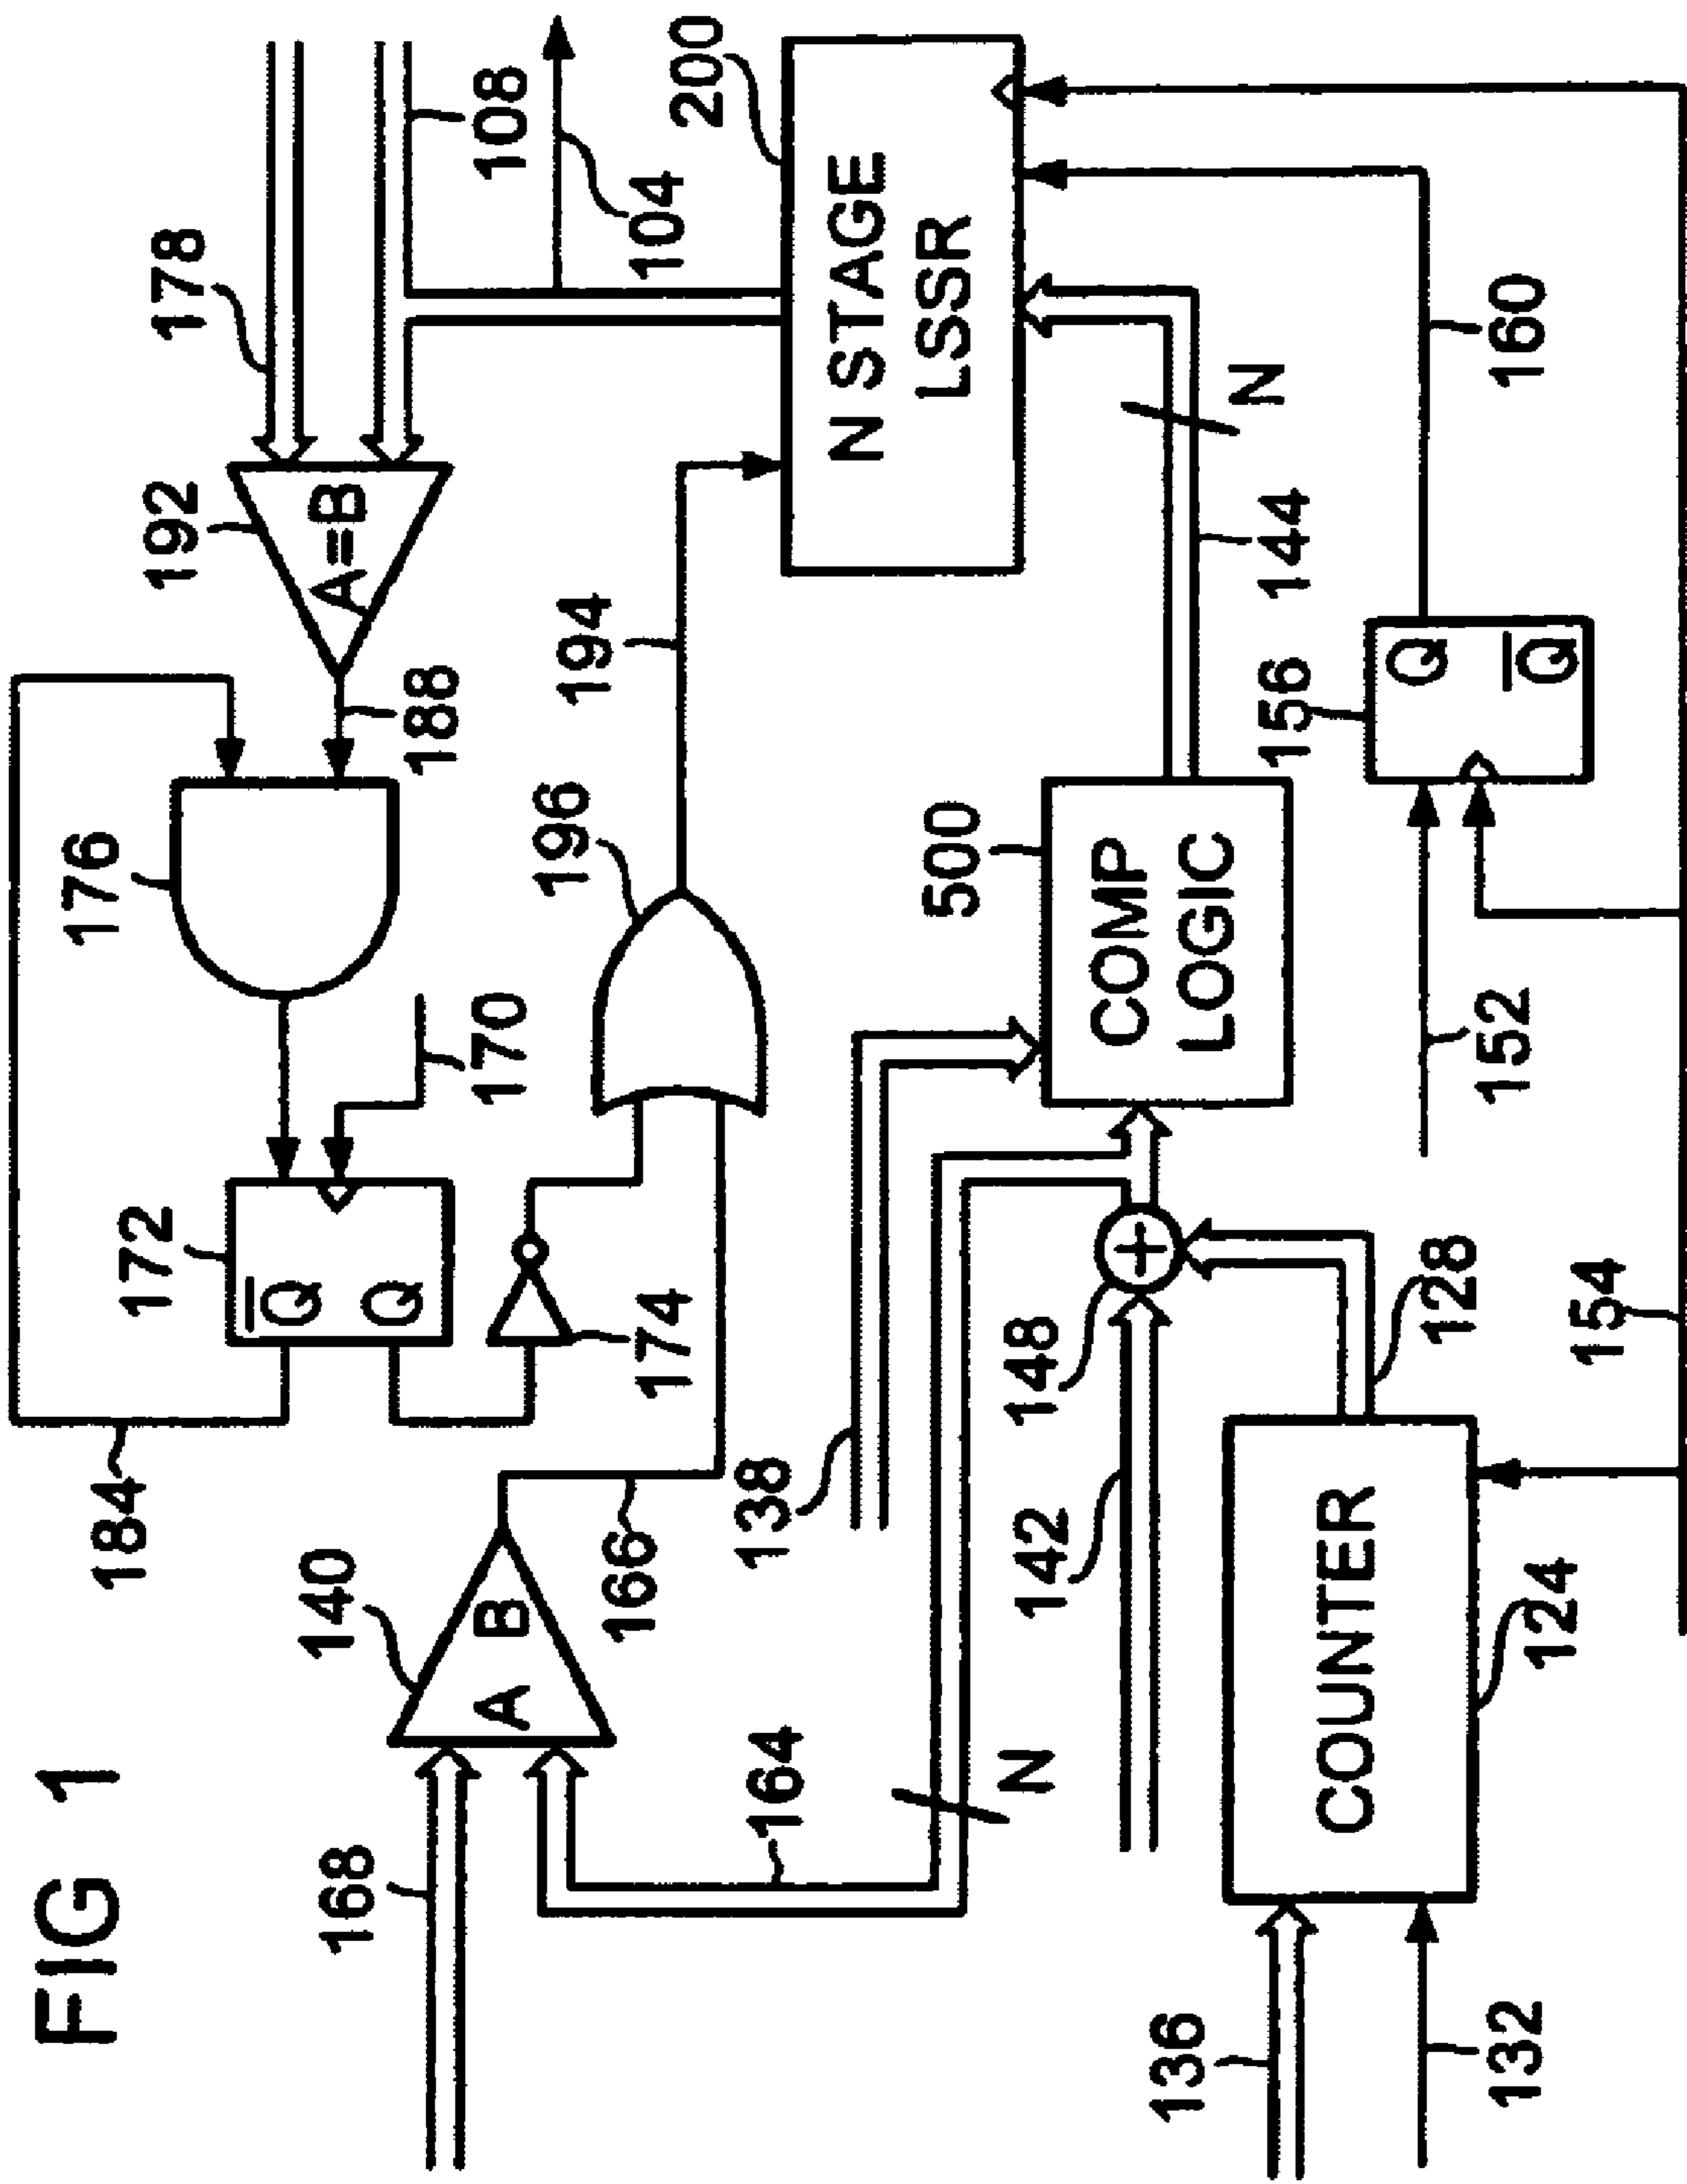 FIG 1
184
172
Q
Q
176
192
A=B
178
168
140
A B
174
170
188
108
166
196
194
104
200
N STAGE
LSSR
164
138
N
142
148
500
COMP
LOGIC
144
N
136
132
COUNTER
124
128
154
152
156
Q
Q
160